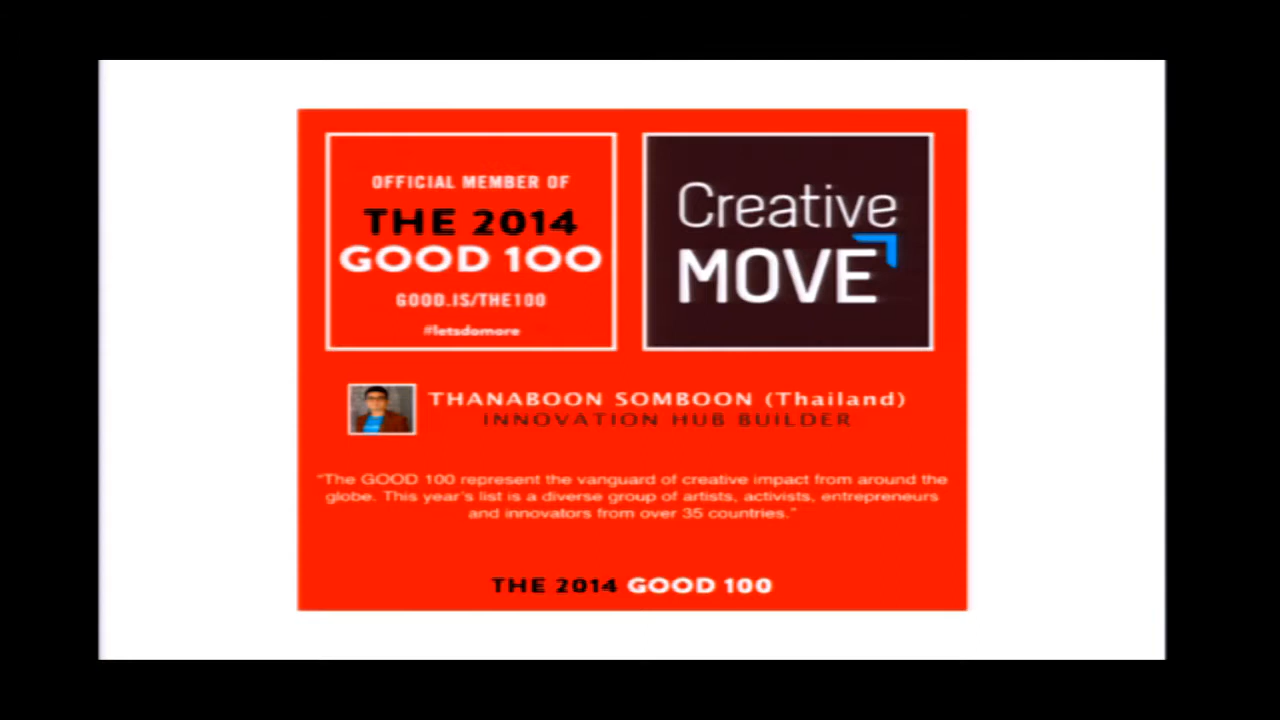 OFFICIAL MEMBER OF
THE 2014
GOOD 100
GOOD.IS/THE100
#letsdomore
Creative
MOVE
THANABOON SOMBOON (Thailand)
INNOVATION HUB BUILDER
"The GOOD 100 represent the vanguard of creative impact from around the
globe. This year's list is a diverse group of artists, activists, entrepreneurs
and innovators from over 35 countries."
THE 2014 GOOD 100